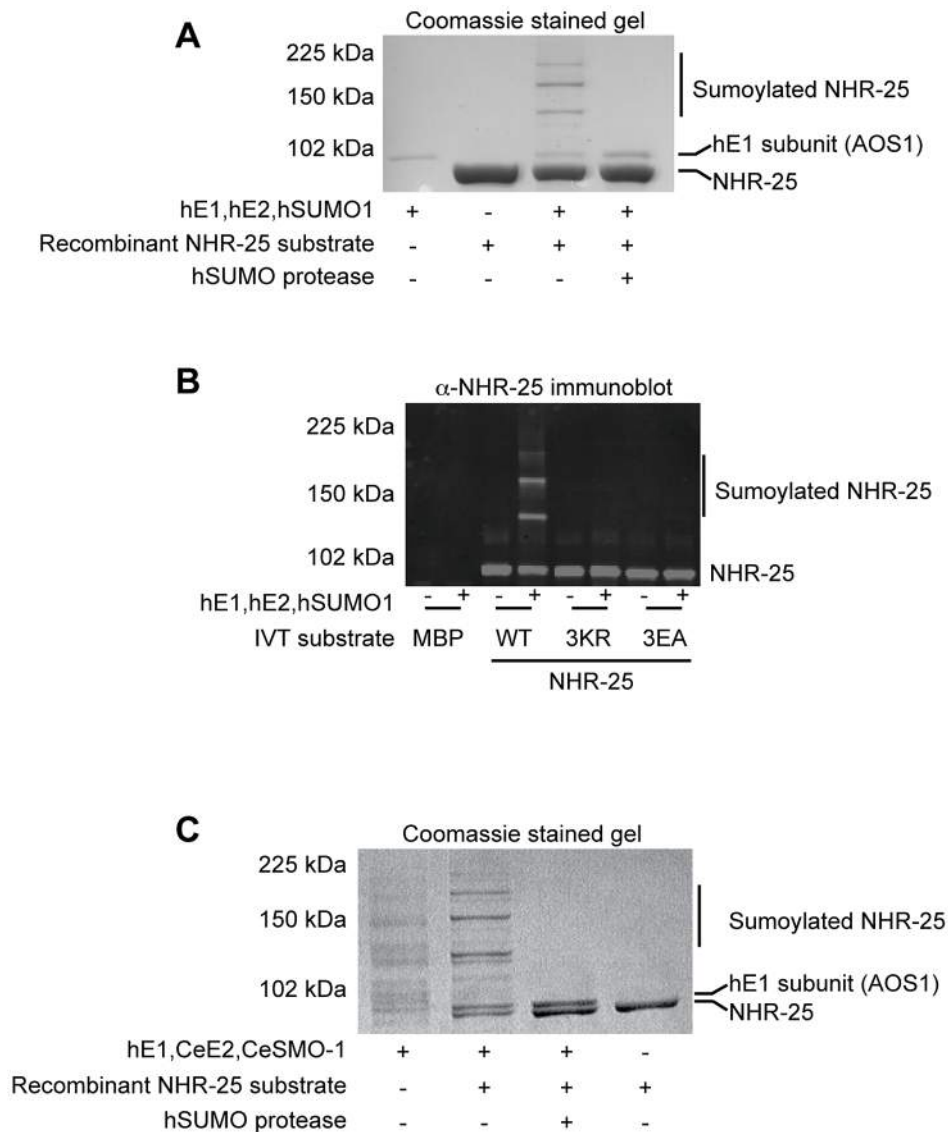 A
Coomassie stained gel
225 kDa
150 kDa
102 kDa
Sumoylated NHR-25
hE1 subunit (AOS1)
NHR-25
hE1,hE2,hSUMO1 + - + +
Recombinant NHR-25 substrate - + + +
hSUMO protease - - - +
B
α-NHR-25 immunoblot
225 kDa
150 kDa
102 kDa
Sumoylated NHR-25
NHR-25
hE1,hE2,hSUMO1 - + - + - + - +
IVT substrate MBP WT 3KR 3EA
NHR-25
C
Coomassie stained gel
225 kDa
150 kDa
102 kDa
Sumoylated NHR-25
hE1 subunit (AOS1)
NHR-25
hE1,CeE2,CeSMO-1 + + + -
Recombinant NHR-25 substrate - + + +
hSUMO protease - - + -